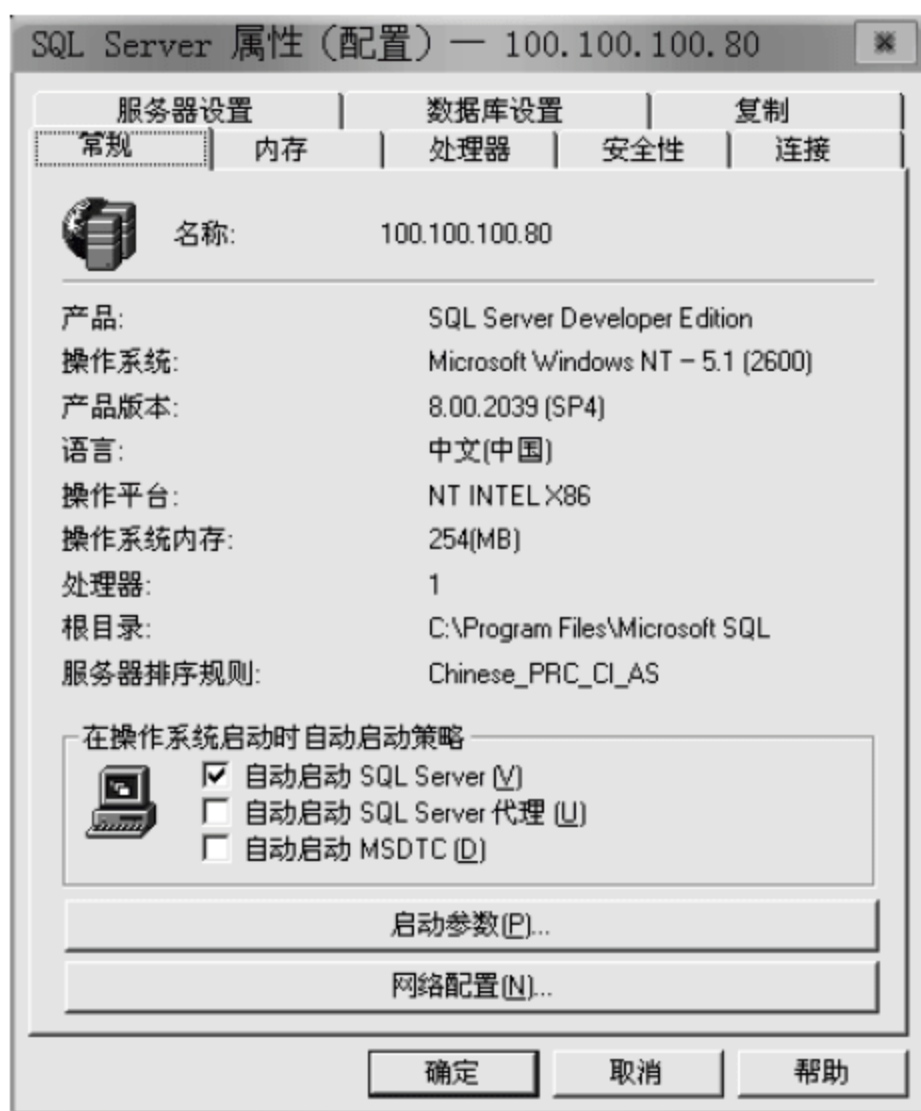 SQL Server 属性（配置）— 100.100.100.80
服务器设置 数据库设置 复制
常规 内存 处理器 安全性 连接
名称: 100.100.100.80
产品: SQL Server Developer Edition
操作系统: Microsoft Windows NT - 5.1 (2600)
产品版本: 8.00.2039 (SP4)
语言: 中文(中国)
操作平台: NT INTEL X86
操作系统内存: 254(MB)
处理器: 1
根目录: C:\Program Files\Microsoft SQL
服务器排序规则: Chinese_PRC_CI_AS
在操作系统启动时自动启动策略
自动启动 SQL Server (V)
自动启动 SQL Server 代理 (U)
自动启动 MSDTC (D)
启动参数(P)...
网络配置(N)...
确定 取消 帮助